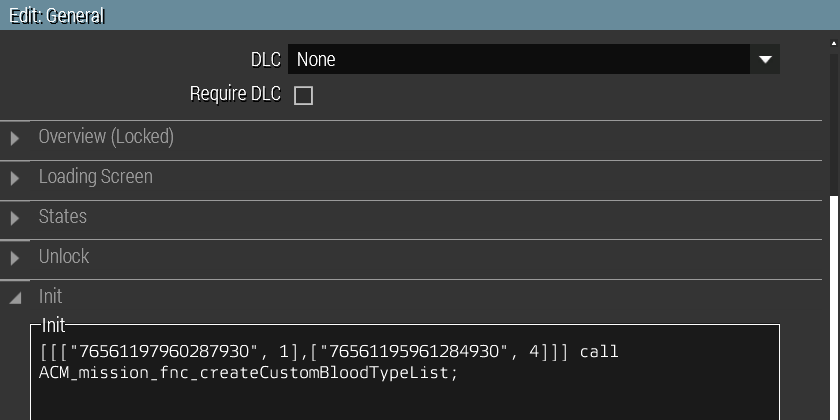 Edit: General
DLC None
Require DLC
Overview (Locked)
Loading Screen
States
Unlock
Init
Init
[[["76561197960287930", 1],["76561195961284930", 4]]] call
ACM_mission_fnc_createCustomBloodTypeList;